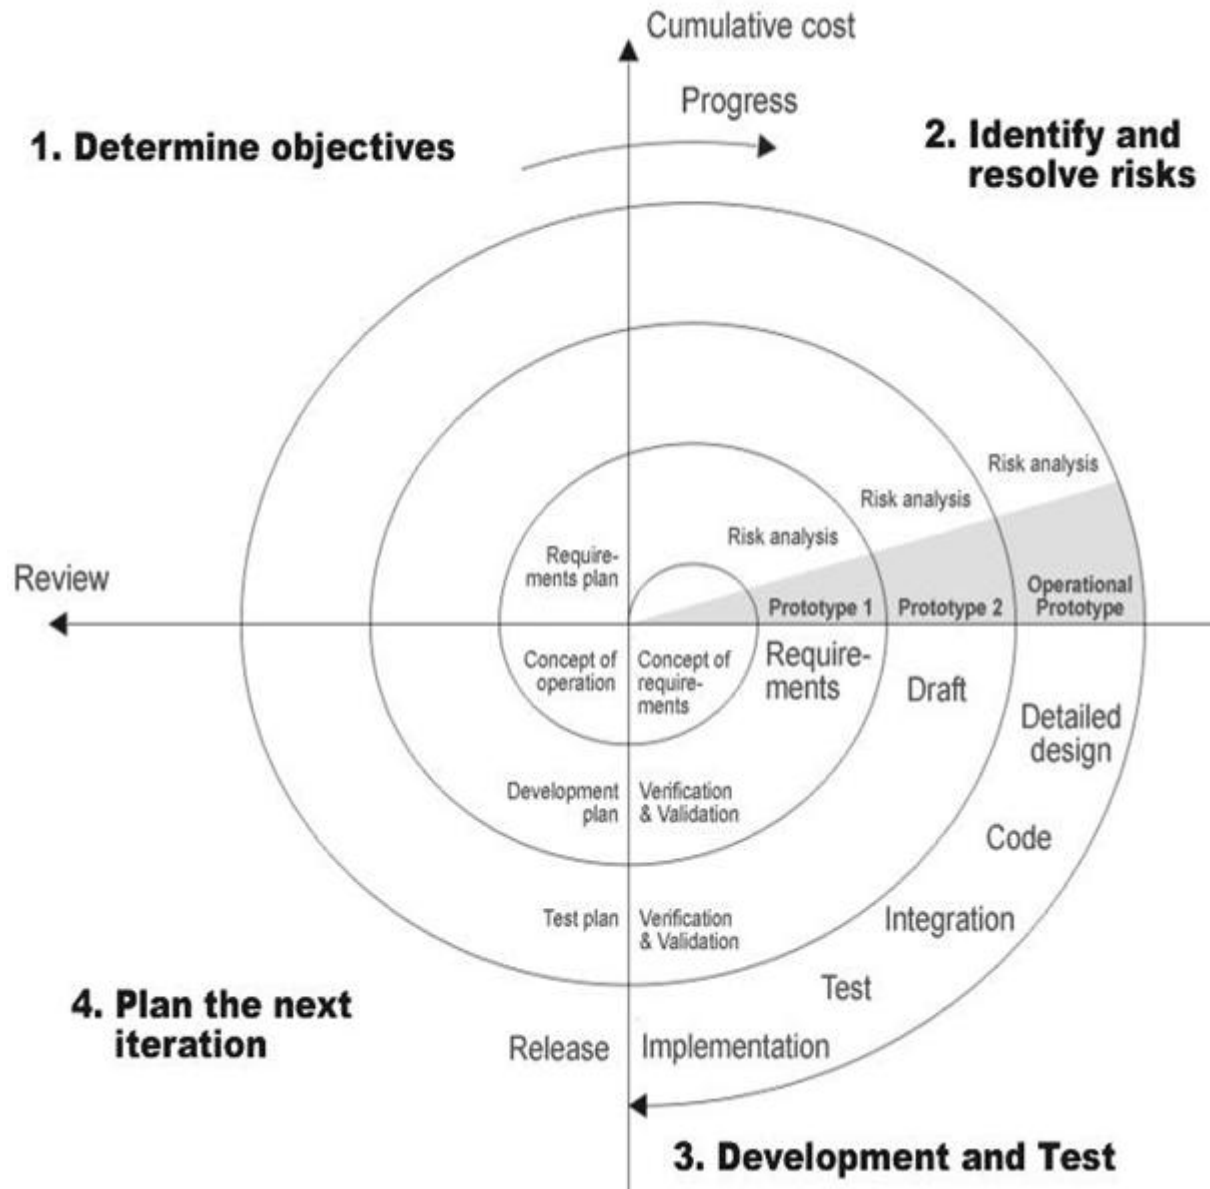 Cumulative cost
Progress
1. Determine objectives
2. Identify and
resolve risks
Risk analysis
Risk analysis
Risk analysis
Require-
ments plan
Review
Operational
Prototype
Prototype 1
Prototype 2
Concept of
operation
Concept of
require-
ments
Require-
ments
Draft
Detailed
design
Development
plan
Verification
& Validation
Code
Test plan
Verification
& Validation
Integration
Test
4. Plan the next
iteration
Release
Implementation
3. Development and Test